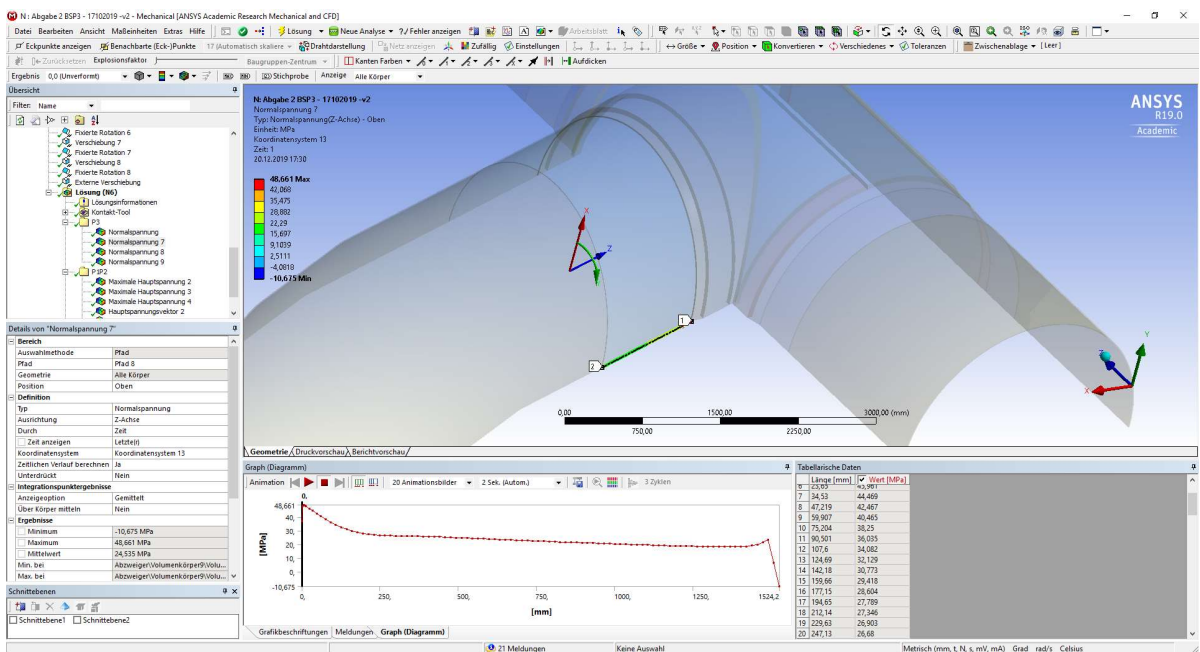 N : Abgabe 2 BSP3 - 17102019 -v2 - Mechanical [ANSYS Academic Research Mechanical and CFD]
Datei Bearbeiten Ansicht Maßeinheiten Extras Hilfe Lösung Neue Analyse ?/ Fehler anzeigen Arbeitsblatt
Eckpunkte anzeigen Benachbarte (Eck-)Punkte 17 (Automatisch skaliere Drahtdarstellung Netz anzeigen Zufällig Einstellungen Größe Position Konvertieren Verschiedenes Toleranzen Zwischenablage [Leer]
Zurücksetzen Explosionsfaktor Baugruppen-Zentrum Kanten Farben Aufdicken
Ergebnis 0,0 (Unverformt) Stichprobe Anzeige Alle Körper
Übersicht
Filter: Name
Fixierte Rotation 6
Verschiebung 7
Fixierte Rotation 7
Verschiebung 8
Fixierte Rotation 8
Externe Verschiebung
Lösung (N6)
Lösungsinformationen
Kontakt-Tool
P3
Normalspannung
Normalspannung 7
Normalspannung 8
Normalspannung 9
P1P2
Maximale Hauptspannung 2
Maximale Hauptspannung 3
Maximale Hauptspannung 4
Hauptspannungsvektor 2
Details von "Normalspannung 7"
Bereich
Auswahlmethode Pfad
Pfad Pfad 8
Geometrie Alle Körper
Position Oben
Definition
Typ Normalspannung
Ausrichtung Z-Achse
Durch Zeit
Zeit anzeigen Letzte(r)
Koordinatensystem Koordinatensystem 13
Zeitlichen Verlauf berechnen Ja
Unterdrückt Nein
Integrationspunktergebnisse
Anzeigeoption Gemittelt
Über Körper mitteln Nein
Ergebnisse
Minimum -10,675 MPa
Maximum 48,661 MPa
Mittelwert 24,535 MPa
Min. bei Abzweiger\Volumenkörper9\Volu...
Max. bei Abzweiger\Volumenkörper9\Volu...
Schnittebenen
Schnittebene1 Schnittebene2
N: Abgabe 2 BSP3 - 17102019 -v2
Normalspannung 7
Typ: Normalspannung(Z-Achse) - Oben
Einheit: MPa
Koordinatensystem 13
Zeit: 1
20.12.2019 17:30
48,661 Max
42,068
35,475
28,882
22,29
15,697
9,1039
2,5111
-4,0818
-10,675 Min
ANSYS
R19.0
Academic
X
Z
1
2
Y
Z
X
0,00 1500,00 3000,00 (mm)
750,00 2250,00
Geometrie Druckvorschau Berichtvorschau
Graph (Diagramm)
Animation 20 Animationsbilder 2 Sek. (Autom.) 3 Zyklen
0,
48,661
40,
30,
20,
10,
0,
-10,675
[MPa]
0, 250, 500, 750, 1000, 1250, 1524,2
[mm]
Grafikbeschriftungen Meldungen Graph (Diagramm)
Tabellarische Daten
Länge [mm] Wert [MPa]
6 23,65 45,961
7 34,53 44,469
8 47,219 42,467
9 59,907 40,465
10 75,204 38,25
11 90,501 36,035
12 107,6 34,082
13 124,69 32,129
14 142,18 30,773
15 159,66 29,418
16 177,15 28,604
17 194,65 27,789
18 212,14 27,346
19 229,63 26,903
20 247,13 26,68
21 Meldungen Keine Auswahl Metrisch (mm, t, N, s, mV, mA) Grad rad/s Celsius